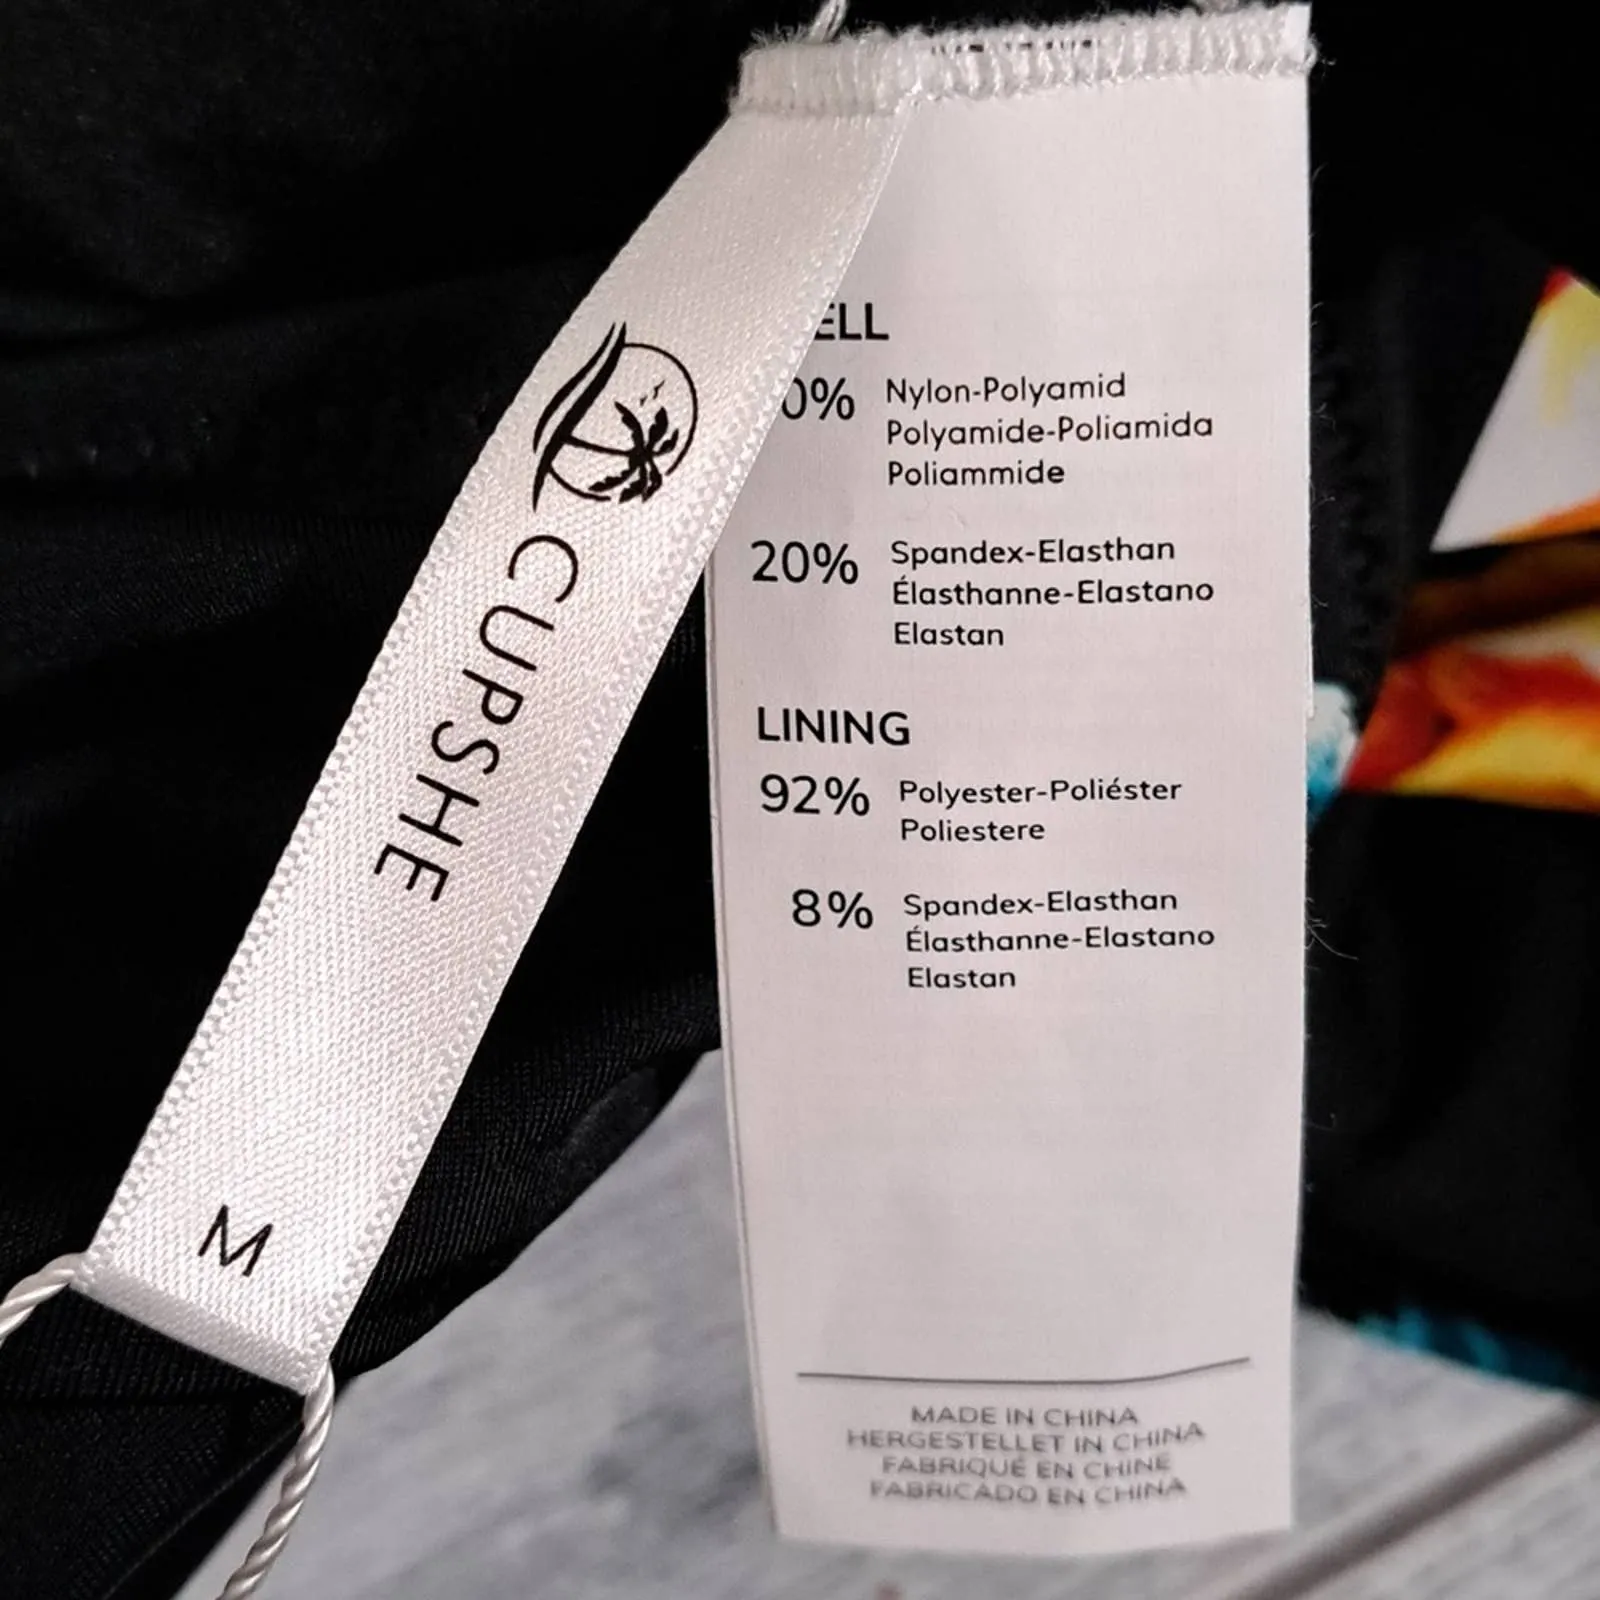 CUPSHE
M
ELL
0% Nylon-Polyamid
Polyamide-Poliamida
Poliammide
20% Spandex-Elasthan
Élasthanne-Elastano
Elastan
LINING
92% Polyester-Poliéster
Poliestere
8% Spandex-Elasthan
Élasthanne-Elastano
Elastan
MADE IN CHINA
HERGESTELLET IN CHINA
FABRIQUÉ EN CHINE
FABRICADO EN CHINA